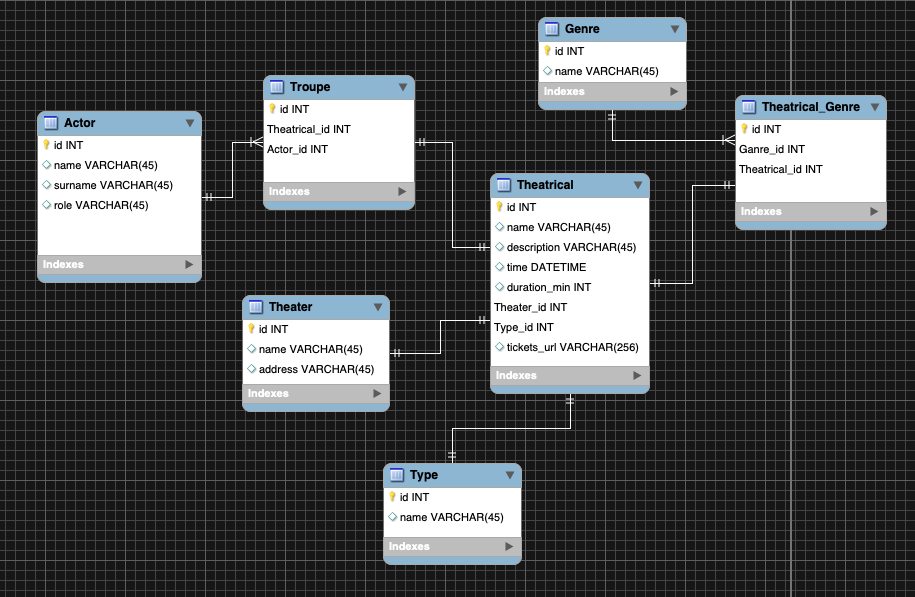 Genre
id INT
name VARCHAR(45)
Indexes
Troupe
id INT
Theatrical_id INT
Actor_id INT
Indexes
Theatrical_Genre
id INT
Ganre_id INT
Theatrical_id INT
Indexes
Actor
id INT
name VARCHAR(45)
surname VARCHAR(45)
role VARCHAR(45)
Indexes
Theatrical
id INT
name VARCHAR(45)
description VARCHAR(45)
time DATETIME
duration_min INT
Theater_id INT
Type_id INT
tickets_url VARCHAR(256)
Indexes
Theater
id INT
name VARCHAR(45)
address VARCHAR(45)
Indexes
Type
id INT
name VARCHAR(45)
Indexes